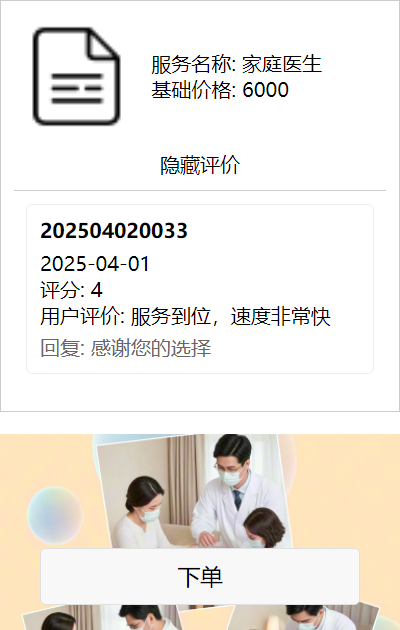 服务名称: 家庭医生
基础价格: 6000
隐藏评价
202504020033
2025-04-01
评分: 4
用户评价: 服务到位，速度非常快
回复: 感谢您的选择
下单